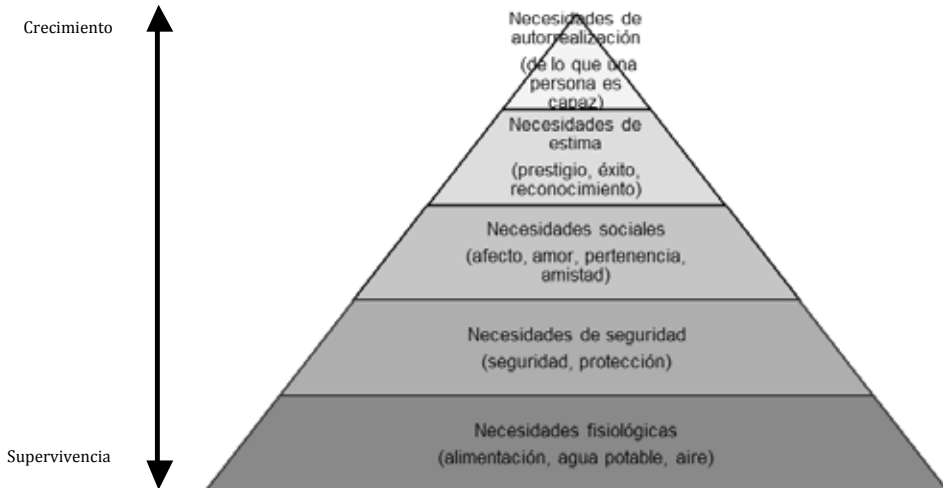 Crecimiento
Necesidades de
autorrealización
(de lo que una
persona es
capaz)
Necesidades de
estima
(prestigio, éxito,
reconocimiento)
Necesidades sociales
(afecto, amor, pertenencia,
amistad)
Necesidades de seguridad
(seguridad, protección)
Necesidades fisiológicas
(alimentación, agua potable, aire)
Supervivencia